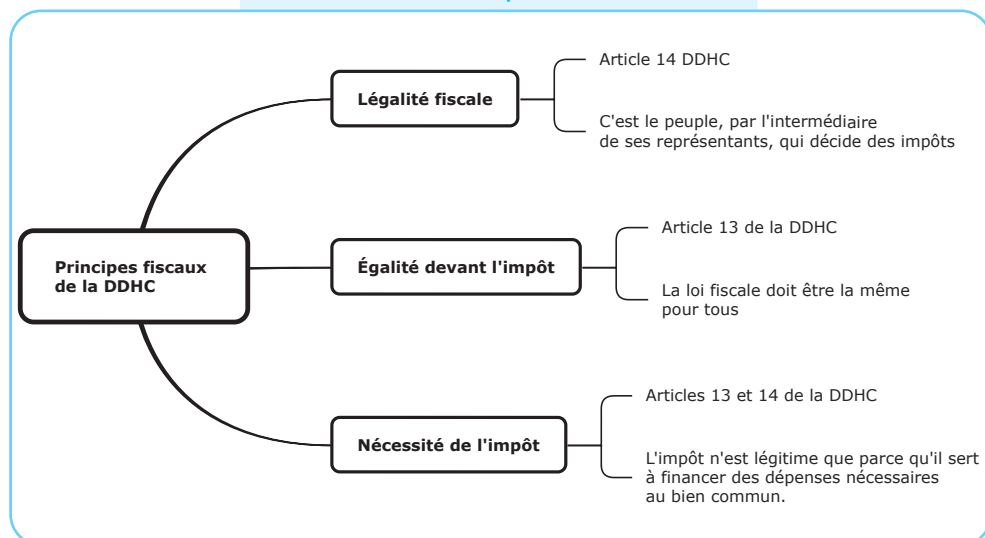 Légalité fiscale
Article 14 DDHC
C'est le peuple, par l'intermédiaire
de ses représentants, qui décide des impôts
Principes fiscaux
de la DDHC
Égalité devant l'impôt
Article 13 de la DDHC
La loi fiscale doit être la même
pour tous
Nécessité de l'impôt
Articles 13 et 14 de la DDHC
L'impôt n'est légitime que parce qu'il sert
à financer des dépenses nécessaires
au bien commun.